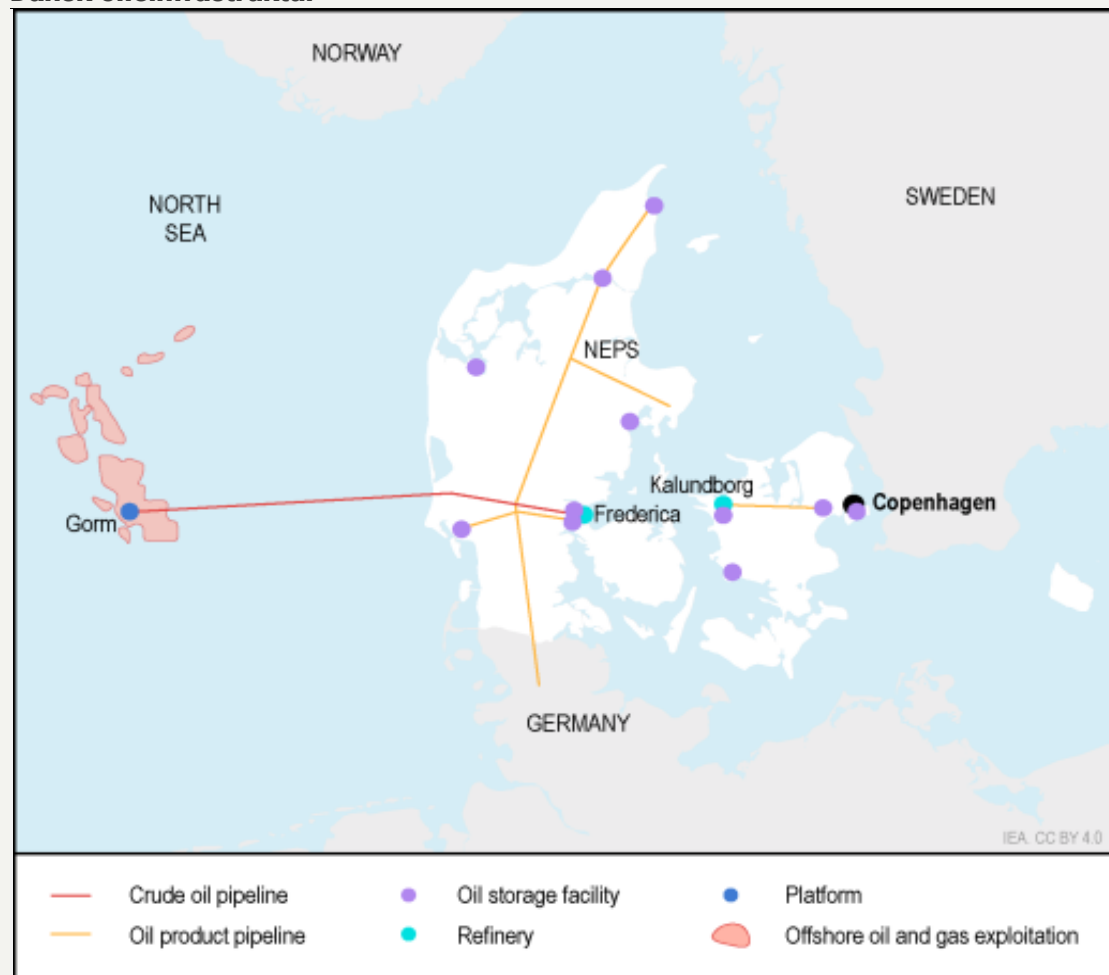 NORWAY
NORTH
SEA
SWEDEN
NEPS
Kalundborg
Copenhagen
Gorm
Frederica
GERMANY
IEA. CC BY 4.0
Crude oil pipeline
Oil storage facility
Platform
Oil product pipeline
Refinery
Offshore oil and gas exploitation